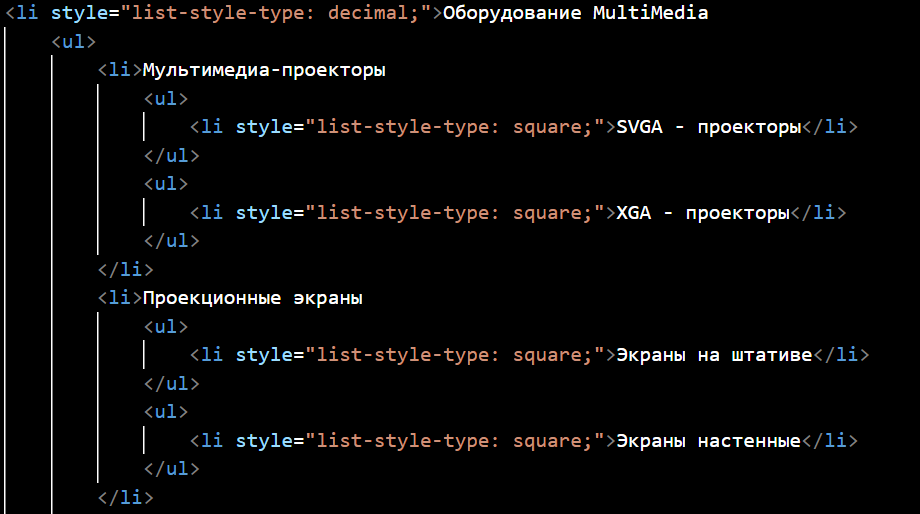 <li style="list-style-type: decimal;">Оборудование MultiMedia
<ul>
<li>Мультимедиа-проекторы
<ul>
<li style="list-style-type: square;">SVGA - проекторы</li>
</ul>
<ul>
<li style="list-style-type: square;">XGA - проекторы</li>
</ul>
</li>
<li>Проекционные экраны
<ul>
<li style="list-style-type: square;">Экраны на штативе</li>
</ul>
<ul>
<li style="list-style-type: square;">Экраны настенные</li>
</ul>
</li>